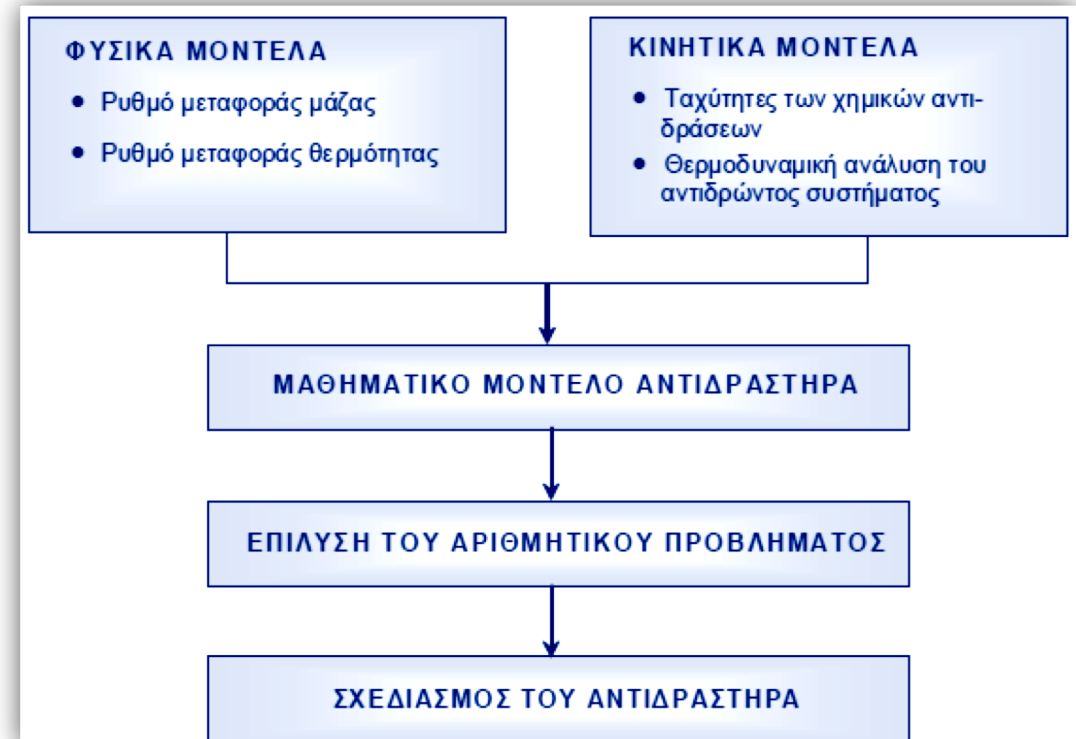 ΦΥΣΙΚΑ ΜΟΝΤΕΛΑ
• Ρυθμό μεταφοράς μάζας
• Ρυθμό μεταφοράς θερμότητας
ΚΙΝΗΤΙΚΑ ΜΟΝΤΕΛΑ
• Ταχύτητες των χημικών αντι-
δράσεων
• Θερμοδυναμική ανάλυση του
αντιδρώντος συστήματος
ΜΑΘΗΜΑΤΙΚΟ ΜΟΝΤΕΛΟ ΑΝΤΙΔΡΑΣΤΗΡΑ
ΕΠΙΛΥΣΗ ΤΟΥ ΑΡΙΘΜΗΤΙΚΟΥ ΠΡΟΒΛΗΜΑΤΟΣ
ΣΧΕΔΙΑΣΜΟΣ ΤΟΥ ΑΝΤΙΔΡΑΣΤΗΡΑ